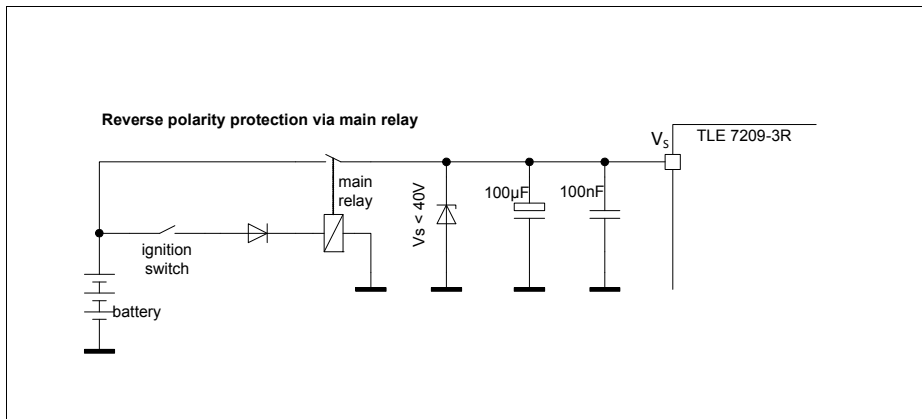 Reverse polarity protection via main relay
TLE 7209-3R
VS
main
relay
Vs < 40V
100µF
100nF
ignition
switch
battery